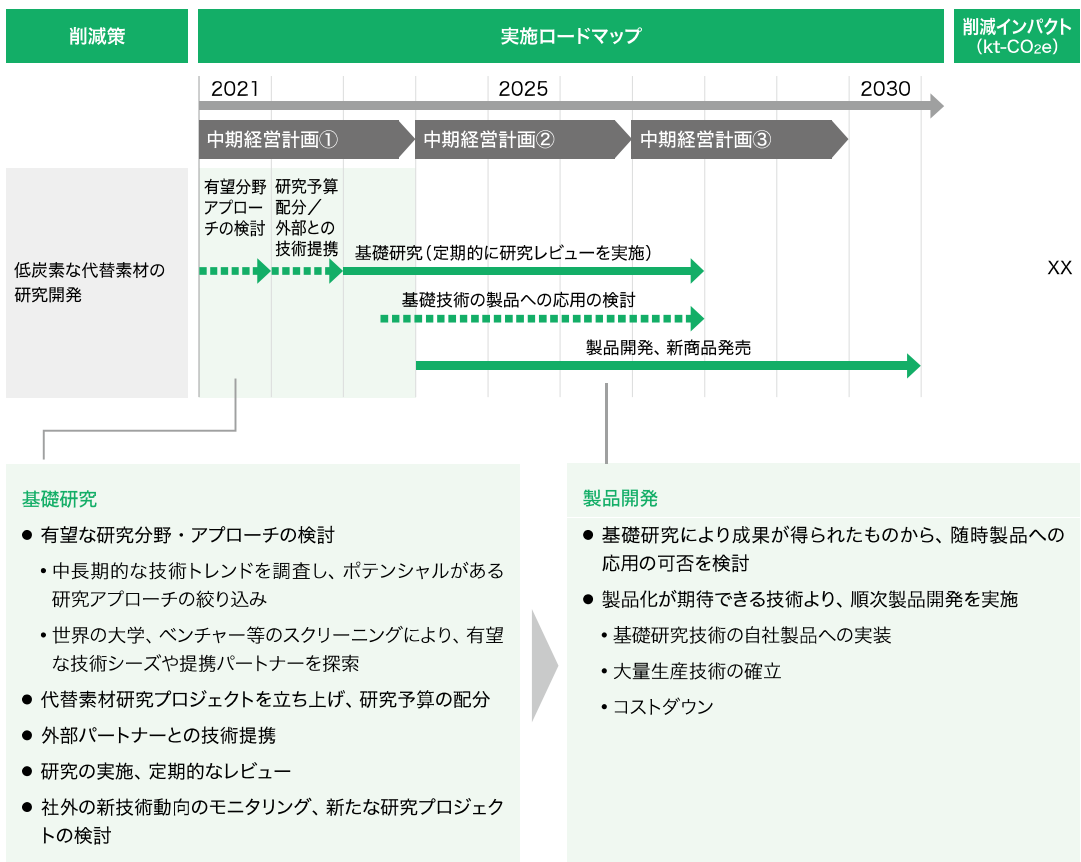 削減策
実施ロードマップ
削減インパクト
(kt-CO₂e)
2021
2025
2030
中期経営計画①
中期経営計画②
中期経営計画③
低炭素な代替素材の
研究開発
有望分野
アプロー
チの検討
研究予算
配分／
外部との
技術提携
基礎研究(定期的に研究レビューを実施)
基礎技術の製品への応用の検討
製品開発、新商品発売
XX
基礎研究
● 有望な研究分野・アプローチの検討
• 中長期的な技術トレンドを調査し、ポテンシャルがある
研究アプローチの絞り込み
• 世界の大学、ベンチャー等のスクリーニングにより、有望
な技術シーズや提携パートナーを探索
● 代替素材研究プロジェクトを立ち上げ、研究予算の配分
● 外部パートナーとの技術提携
● 研究の実施、定期的なレビュー
● 社外の新技術動向のモニタリング、新たな研究プロジェク
トの検討
製品開発
● 基礎研究により成果が得られたものから、随時製品への
応用の可否を検討
● 製品化が期待できる技術より、順次製品開発を実施
• 基礎研究技術の自社製品への実装
• 大量生産技術の確立
• コストダウン